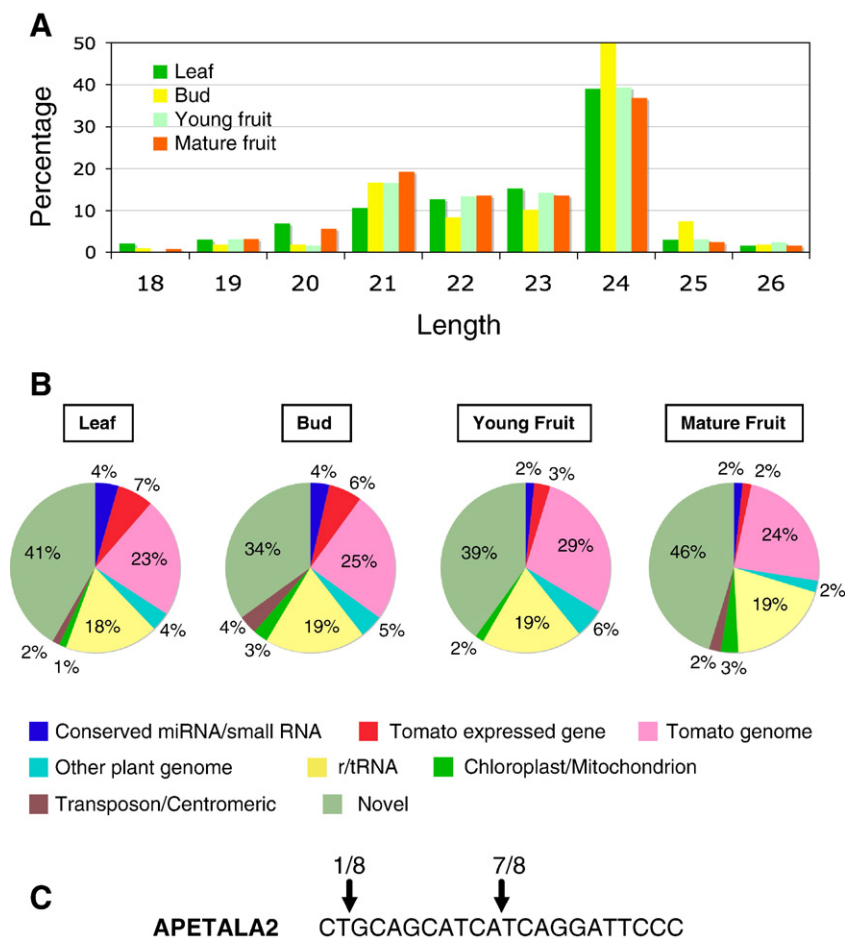 A
50
40
30
20
10
0
Percentage
Leaf
Bud
Young fruit
Mature fruit
18 19 20 21 22 23 24 25 26
Length
B
Leaf Bud Young Fruit Mature Fruit
4% 7% 23% 4% 18% 1% 2% 41%
4% 6% 25% 5% 19% 3% 4% 34%
2% 3% 29% 6% 19% 2% 39%
2% 2% 24% 2% 19% 3% 2% 46%
Conserved miRNA/small RNA Tomato expressed gene Tomato genome
Other plant genome r/tRNA Chloroplast/Mitochondrion
Transposon/Centromeric Novel
1/8 7/8
C
APETALA2 CTGCAGCATCATCAGGATTCCC